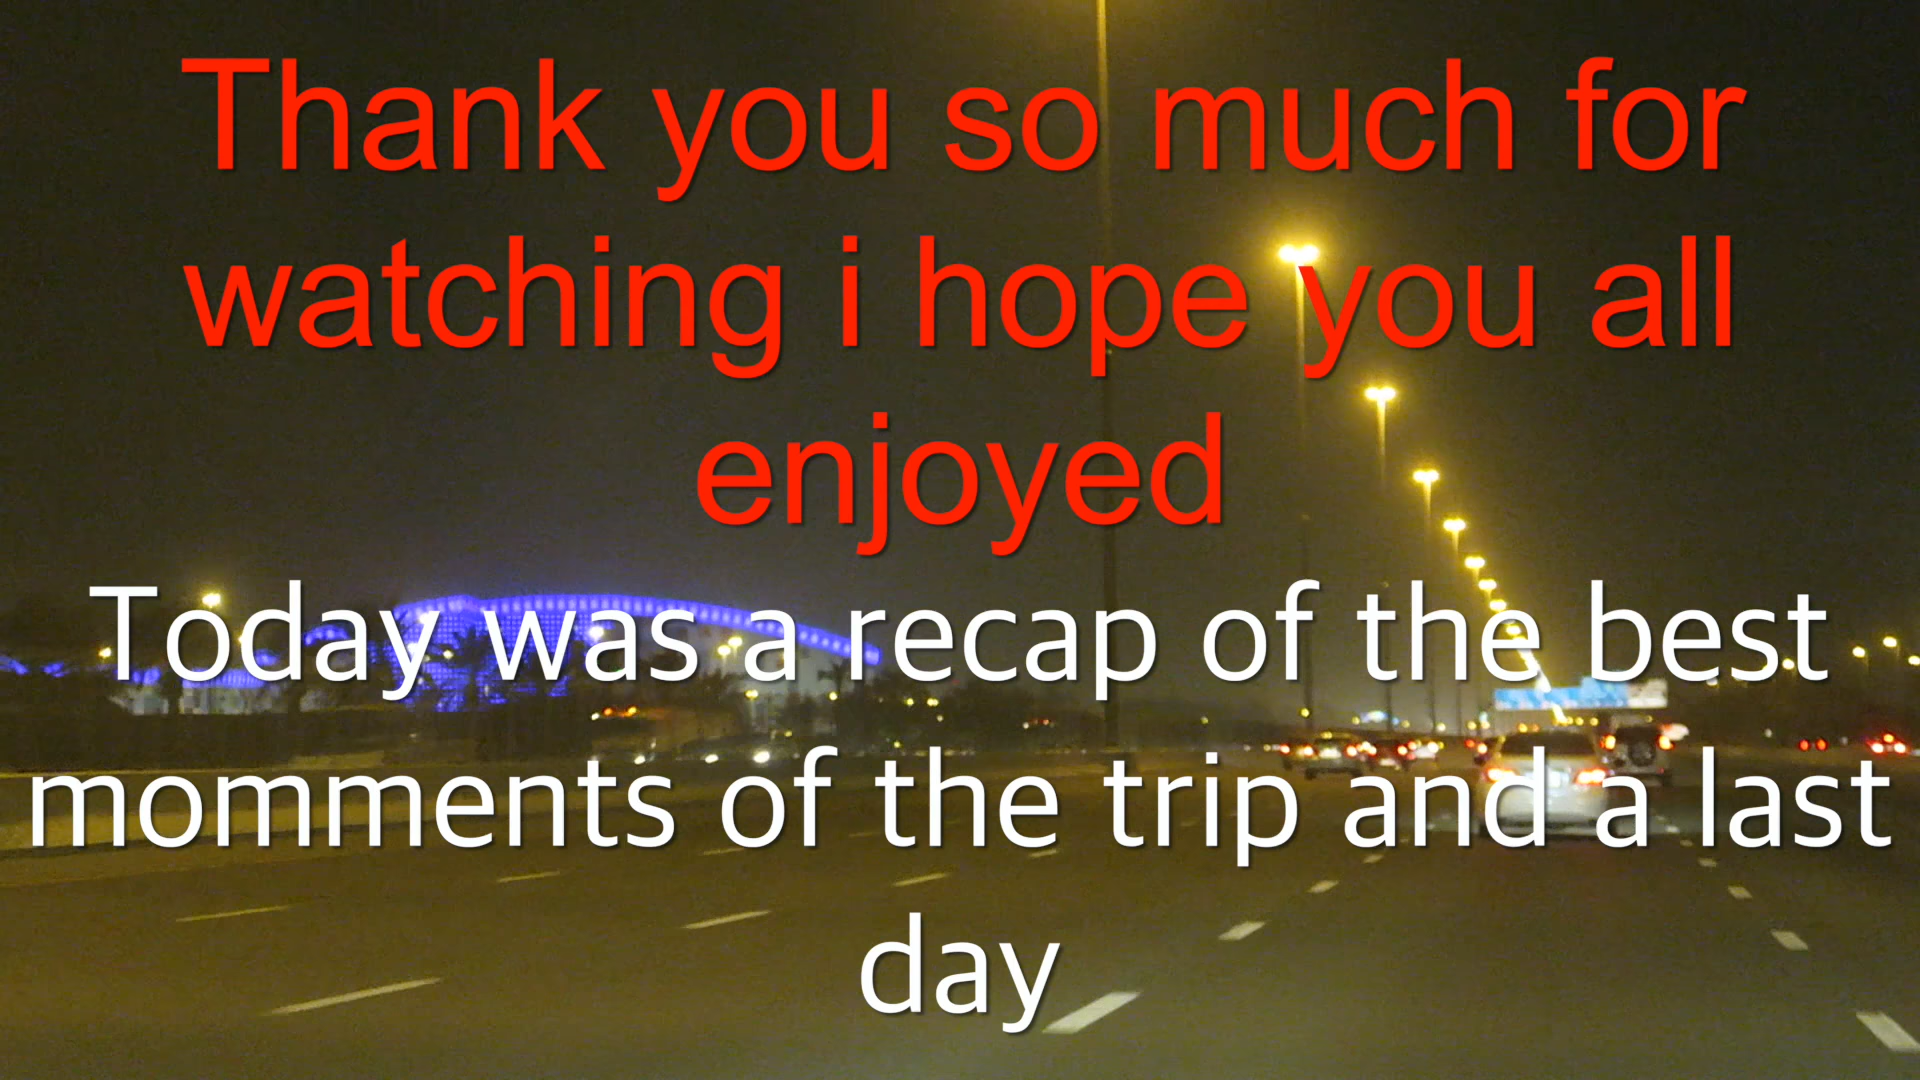 Thank you so much for
watching i hope you all
enjoyed
Today was a recap of the best
momments of the trip and a last
day